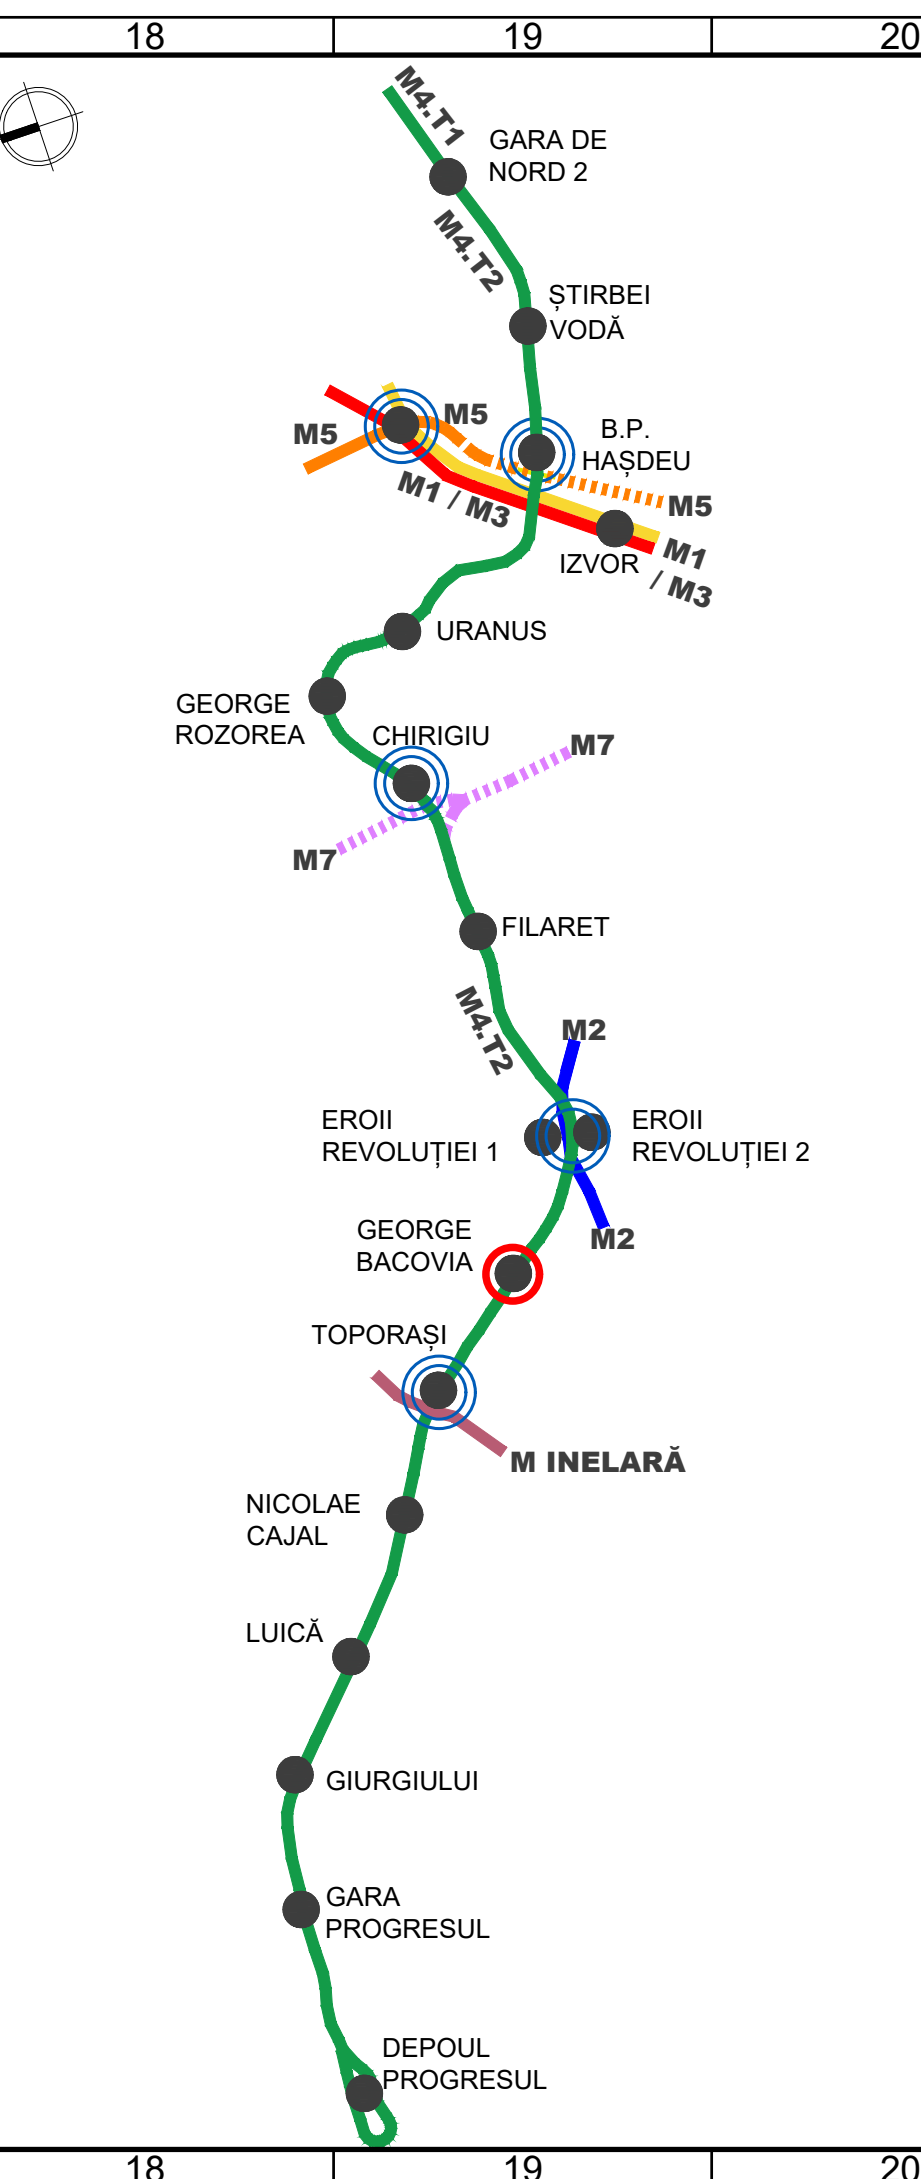 18
19
20
M4.T1
GARA DE
NORD 2
M4.T2
ȘTIRBEI
VODĂ
M5
M5
B.P.
HAȘDEU
M1 / M3
M5
IZVOR
M1
/ M3
URANUS
GEORGE
ROZOREA
CHIRIGIU
M7
M7
FILARET
M4.T2
M2
EROII
REVOLUȚIEI 1
EROII
REVOLUȚIEI 2
M2
GEORGE
BACOVIA
TOPORAȘI
M INELARĂ
NICOLAE
CAJAL
LUICĂ
GIURGIULUI
GARA
PROGRESUL
DEPOUL
PROGRESUL
18
19
20